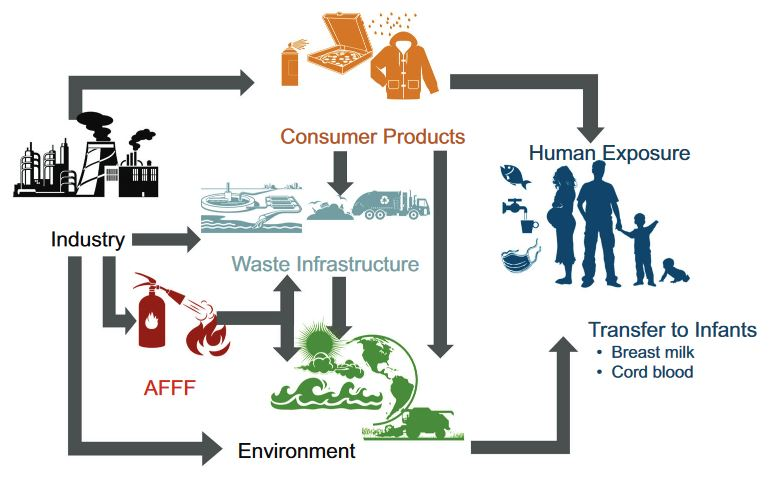 Consumer Products
Human Exposure
Industry
Waste Infrastructure
Transfer to Infants
• Breast milk
• Cord blood
AFFF
Environment